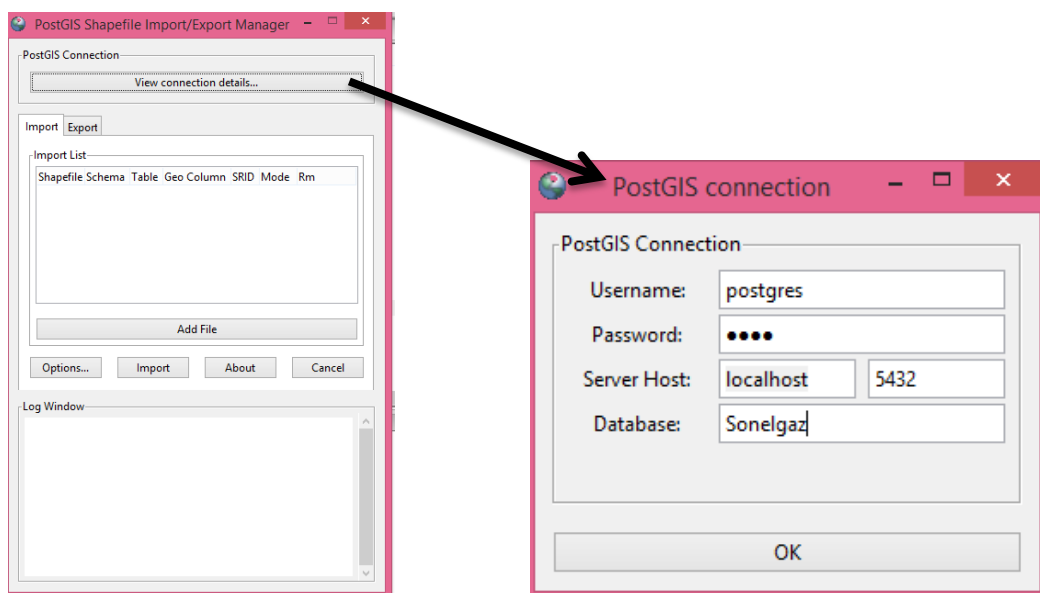 PostGIS Shapefile Import/Export Manager
PostGIS Connection
View connection details...
Import Export
Import List
Shapefile Schema Table Geo Column SRID Mode Rm
Add File
Options... Import About Cancel
Log Window
PostGIS connection
PostGIS Connection
Username: postgres
Password: ••••
Server Host: localhost 5432
Database: Sonelgaz
OK